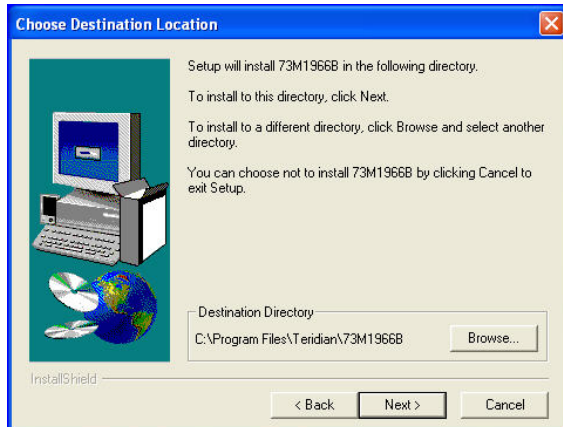 Choose Destination Location
Setup will install 73M1966B in the following directory.
To install to this directory, click Next.
To install to a different directory, click Browse and select another
directory.
You can choose not to install 73M1966B by clicking Cancel to
exit Setup.
Destination Directory
C:\Program Files\Teridian\73M1966B
Browse...
InstallShield
< Back
Next >
Cancel